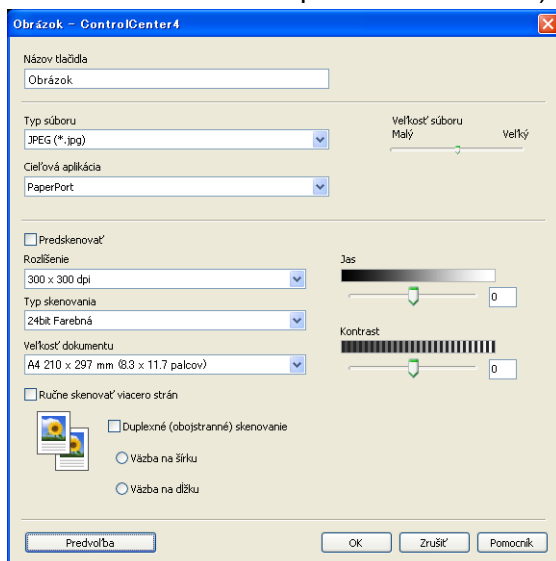 Obrázok - ControlCenter4
Názov tlačidla
Obrázok
Typ súboru
JPEG (*.jpg)
Veľkosť súboru
Malý Veľký
Cieľová aplikácia
PaperPort
Predskenovať
Rozlíšenie
300 x 300 dpi
Jas
0
Typ skenovania
24bit Farebná
Kontrast
0
Veľkosť dokumentu
A4 210 x 297 mm (8.3 x 11.7 palcov)
Ručne skenovať viacero strán
Duplexné (obojstranné) skenovanie
Väzba na šírku
Väzba na dĺžku
Predvoľba OK Zrušiť Pomocník